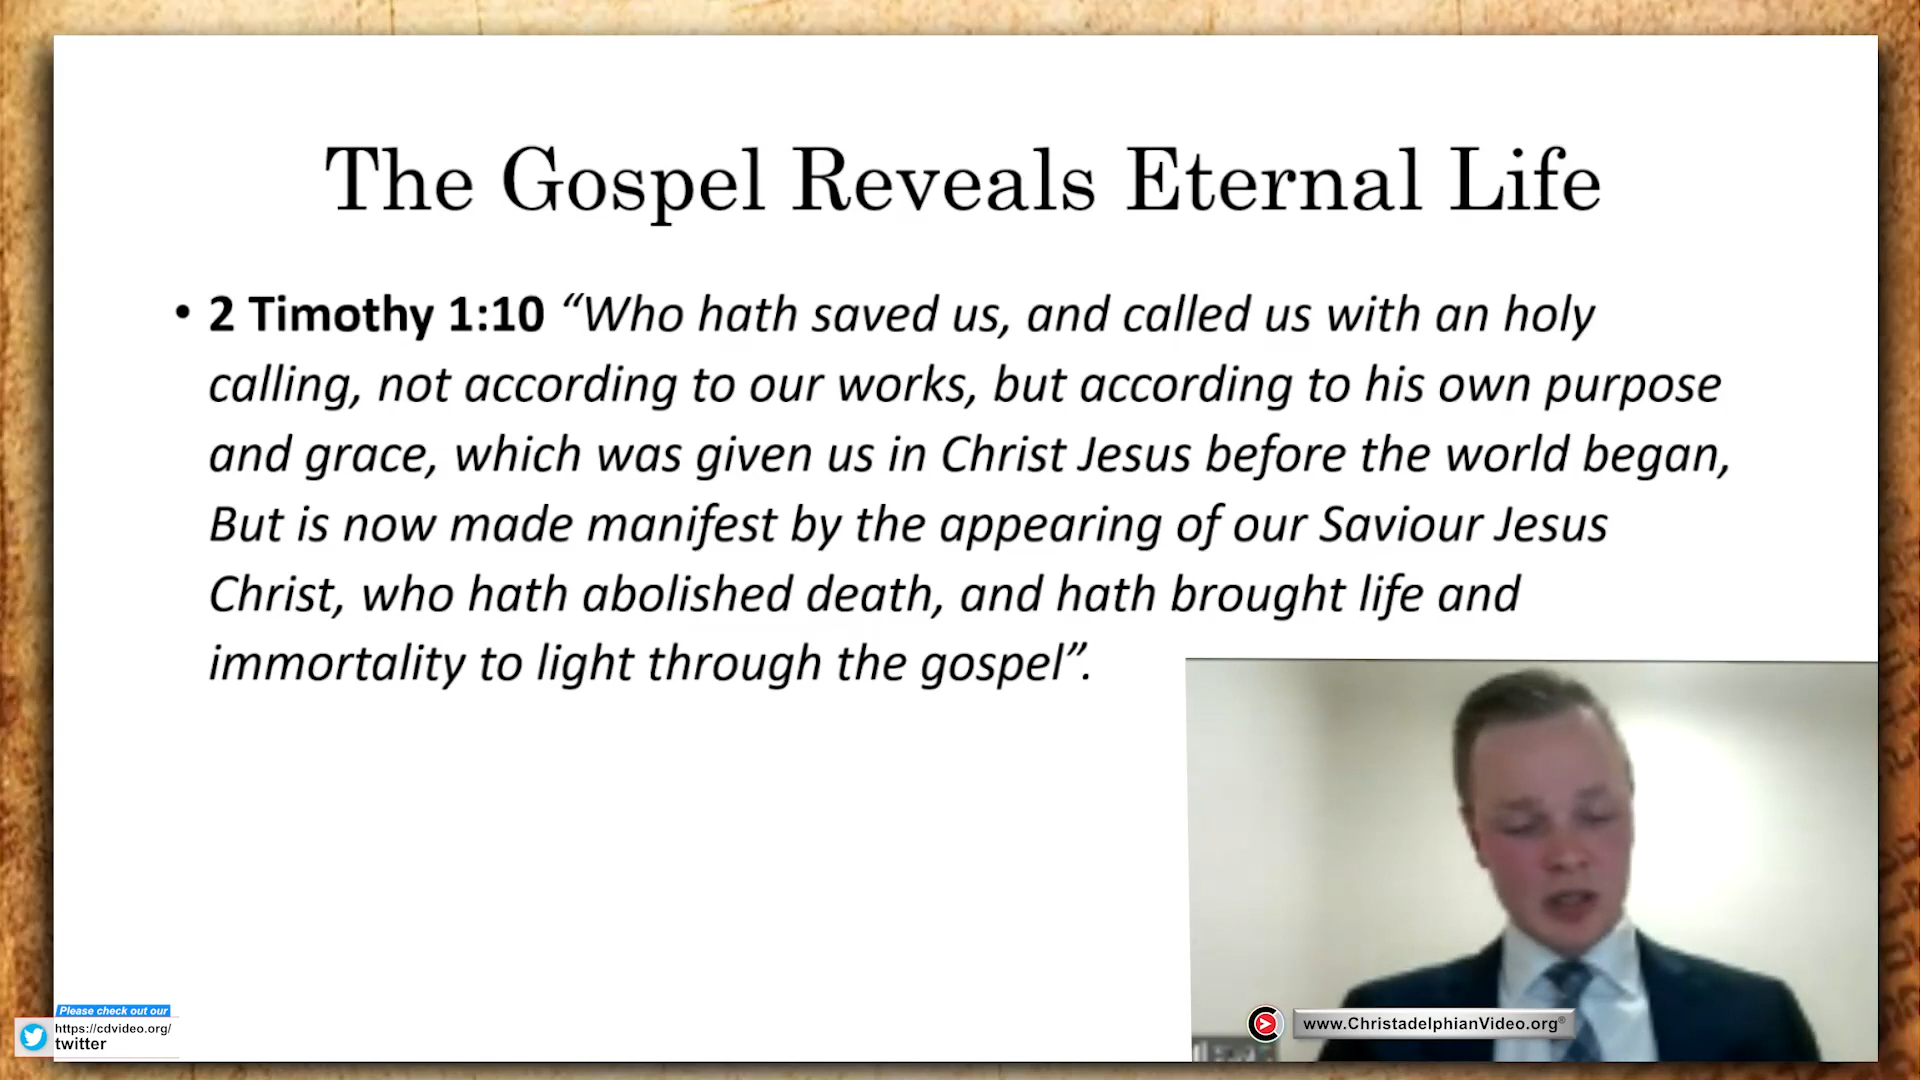 The Gospel Reveals Eternal Life
• 2 Timothy 1:10 “Who hath saved us, and called us with an holy
calling, not according to our works, but according to his own purpose
and grace, which was given us in Christ Jesus before the world began,
But is now made manifest by the appearing of our Saviour Jesus
Christ, who hath abolished death, and hath brought life and
immortality to light through the gospel”.
Please check out our
https://cdvideo.org/
twitter
www.ChristadelphianVideo.org®